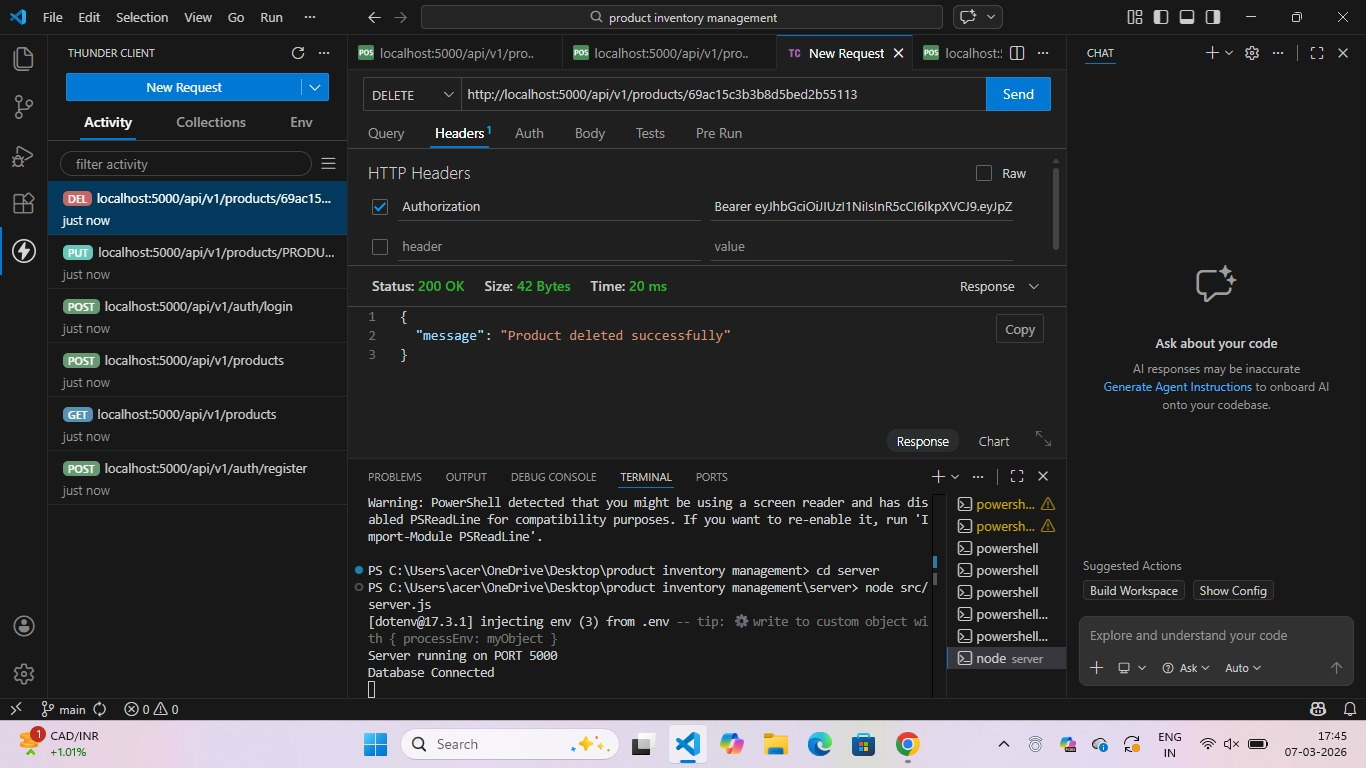 File Edit Selection View Go Run ···
product inventory management
THUNDER CLIENT
New Request
Activity Collections Env
filter activity
DEL localhost:5000/api/v1/products/69ac15...
just now
PUT localhost:5000/api/v1/products/PRODU...
just now
POST localhost:5000/api/v1/auth/login
just now
POST localhost:5000/api/v1/products
just now
GET localhost:5000/api/v1/products
just now
POST localhost:5000/api/v1/auth/register
just now
POS localhost:5000/api/v1/pro... POS localhost:5000/api/v1/pro... TC New Request POS localhost:
DELETE http://localhost:5000/api/v1/products/69ac15c3b3b8d5bed2b55113 Send
Query Headers 1 Auth Body Tests Pre Run
HTTP Headers Raw
Authorization Bearer eyJhbGciOiJIUzI1NiIsInR5cCI6IkpXVCJ9.eyJpZ
header value
Status: 200 OK Size: 42 Bytes Time: 20 ms Response
1 {
2 "message": "Product deleted successfully"
3 }
Copy
Response Chart
PROBLEMS OUTPUT DEBUG CONSOLE TERMINAL PORTS
Warning: PowerShell detected that you might be using a screen reader and has dis
abled PSReadLine for compatibility purposes. If you want to re-enable it, run 'I
mport-Module PSReadLine'.
PS C:\Users\acer\OneDrive\Desktop\product inventory management> cd server
PS C:\Users\acer\OneDrive\Desktop\product inventory management\server> node src/
server.js
[dotenv@17.3.1] injecting env (3) from .env -- tip: ⚙️ write to custom object wi
th { processEnv: myObject }
Server running on PORT 5000
Database Connected
powersh...
powersh...
powershell
powershell
powershell
powershell...
powershell...
node server
CHAT
Ask about your code
AI responses may be inaccurate
Generate Agent Instructions to onboard AI
onto your codebase.
Suggested Actions
Build Workspace Show Config
Explore and understand your code
Ask Auto
main 0 0
1 CAD/INR
+1.01%
Search
ENG
IN
17:45
07-03-2026